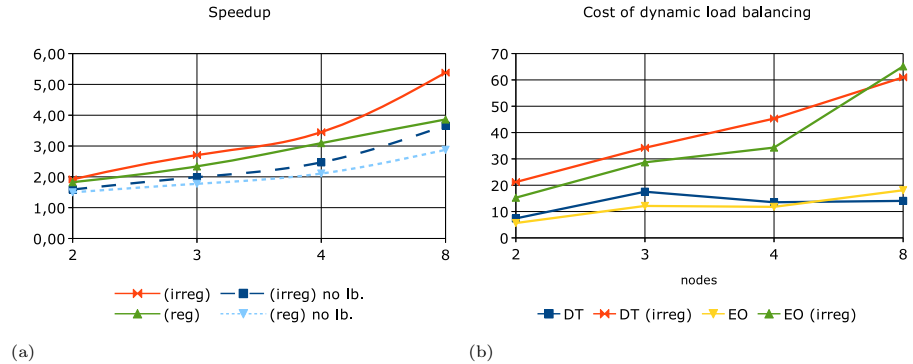 Speedup
6,00
5,00
4,00
3,00
2,00
1,00
0,00
2 3 4 8
(irreg) (irreg) no lb.
(reg) (reg) no lb.
(a)
Cost of dynamic load balancing
70
60
50
40
30
20
10
0
2 3 4 8
nodes
DT DT (irreg) EO EO (irreg)
(b)